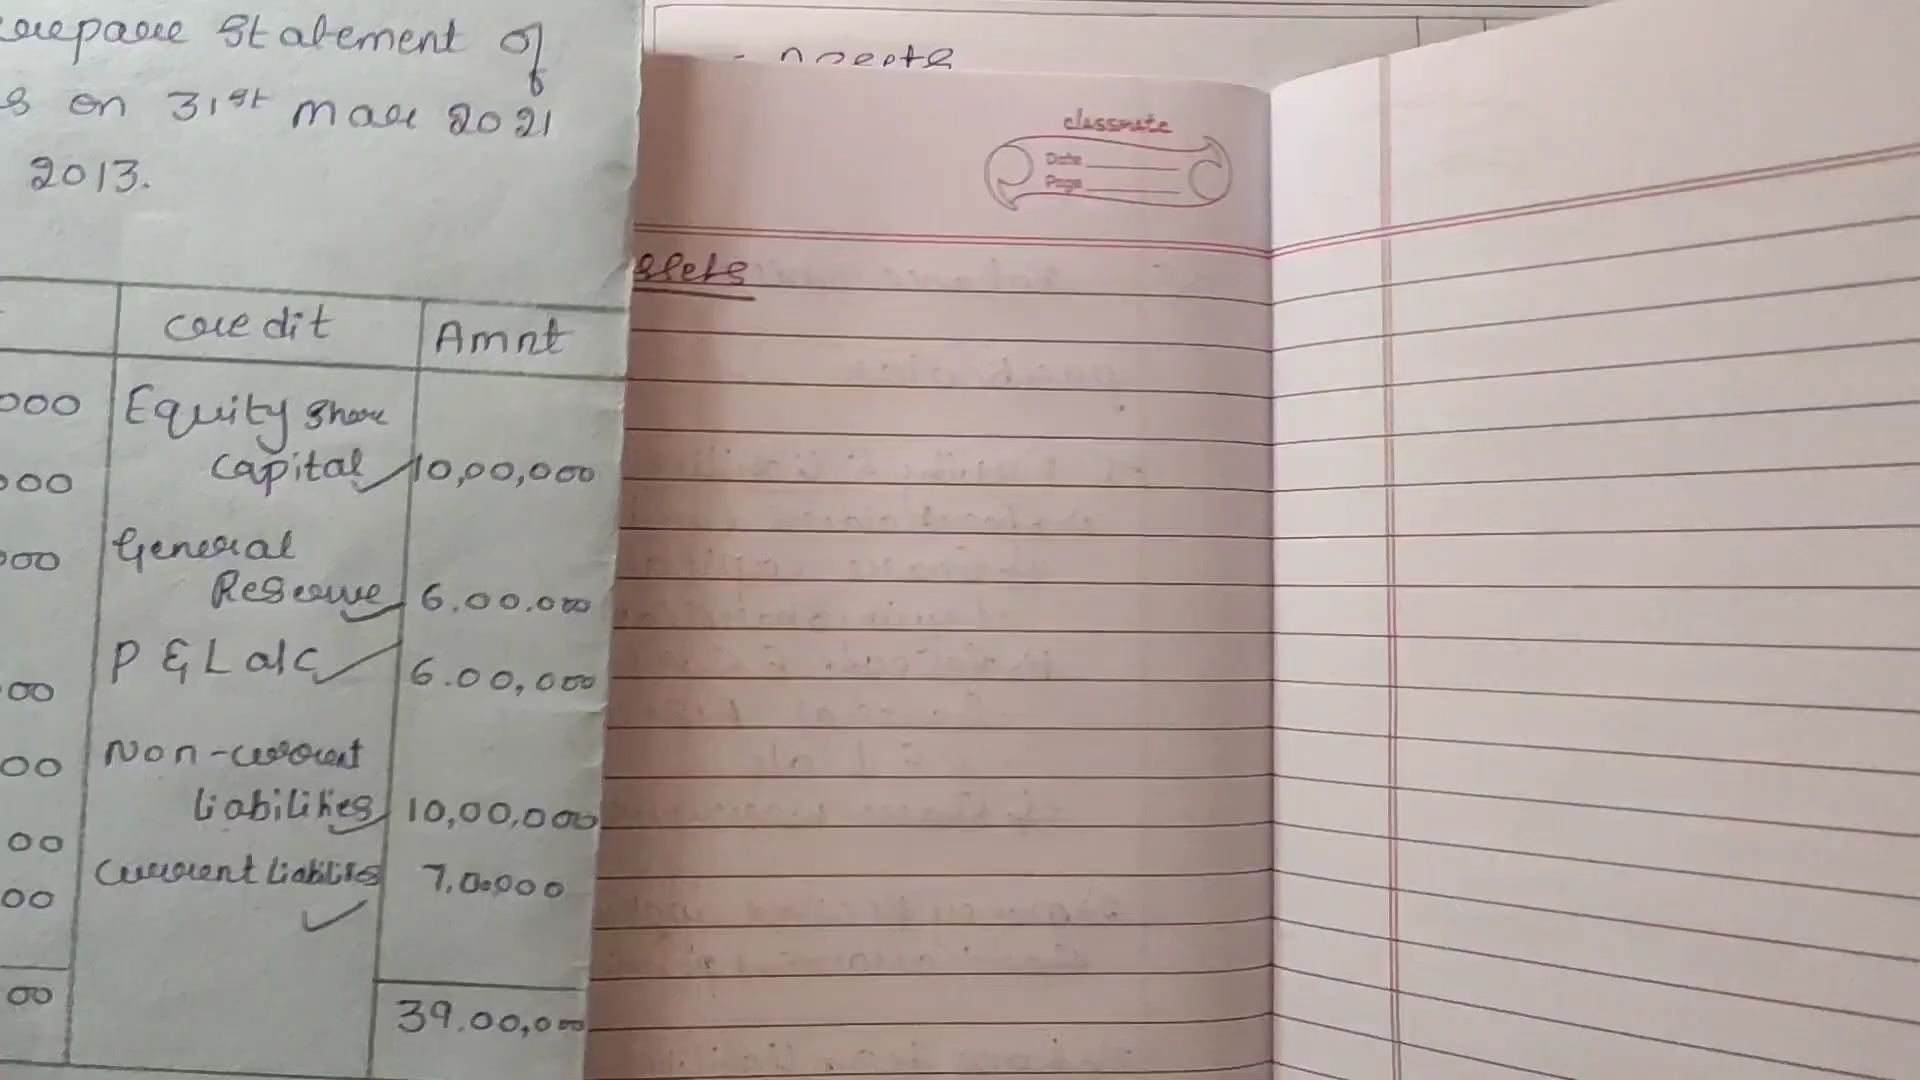 Statement of
on 31st Mar 2021
2013.
Credit Amnt
000 Equity Share
Capital 10,00,000
000
General
000
Reserve 6.00.000
P & L a/c 6.00,000
00
Non-current
00
Liabilities 10,00,000
00
Current Liabilities 7,00,000
00
00
39.00,000
classmate
Date
Page
ssets